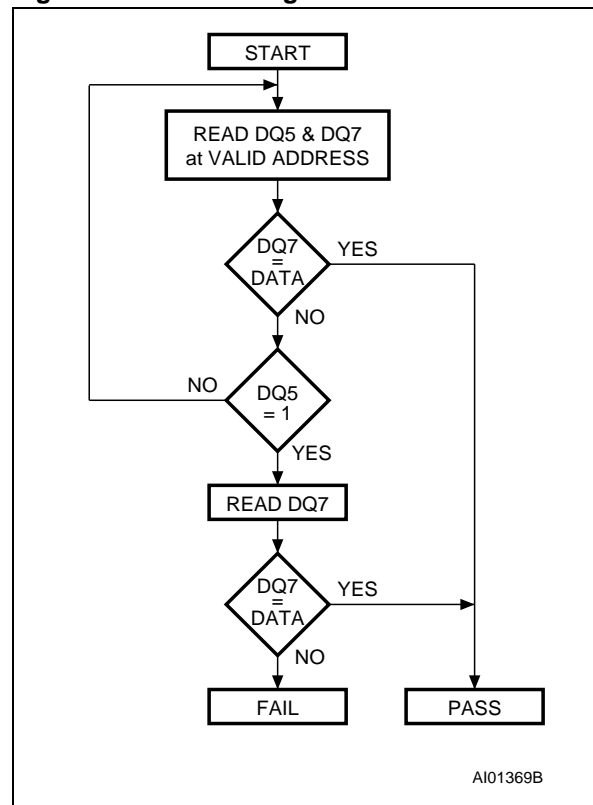 START
READ DQ5 & DQ7
at VALID ADDRESS
DQ7
=
DATA
YES
NO
NO
DQ5
= 1
YES
READ DQ7
DQ7
=
DATA
YES
NO
FAIL
PASS
AI01369B